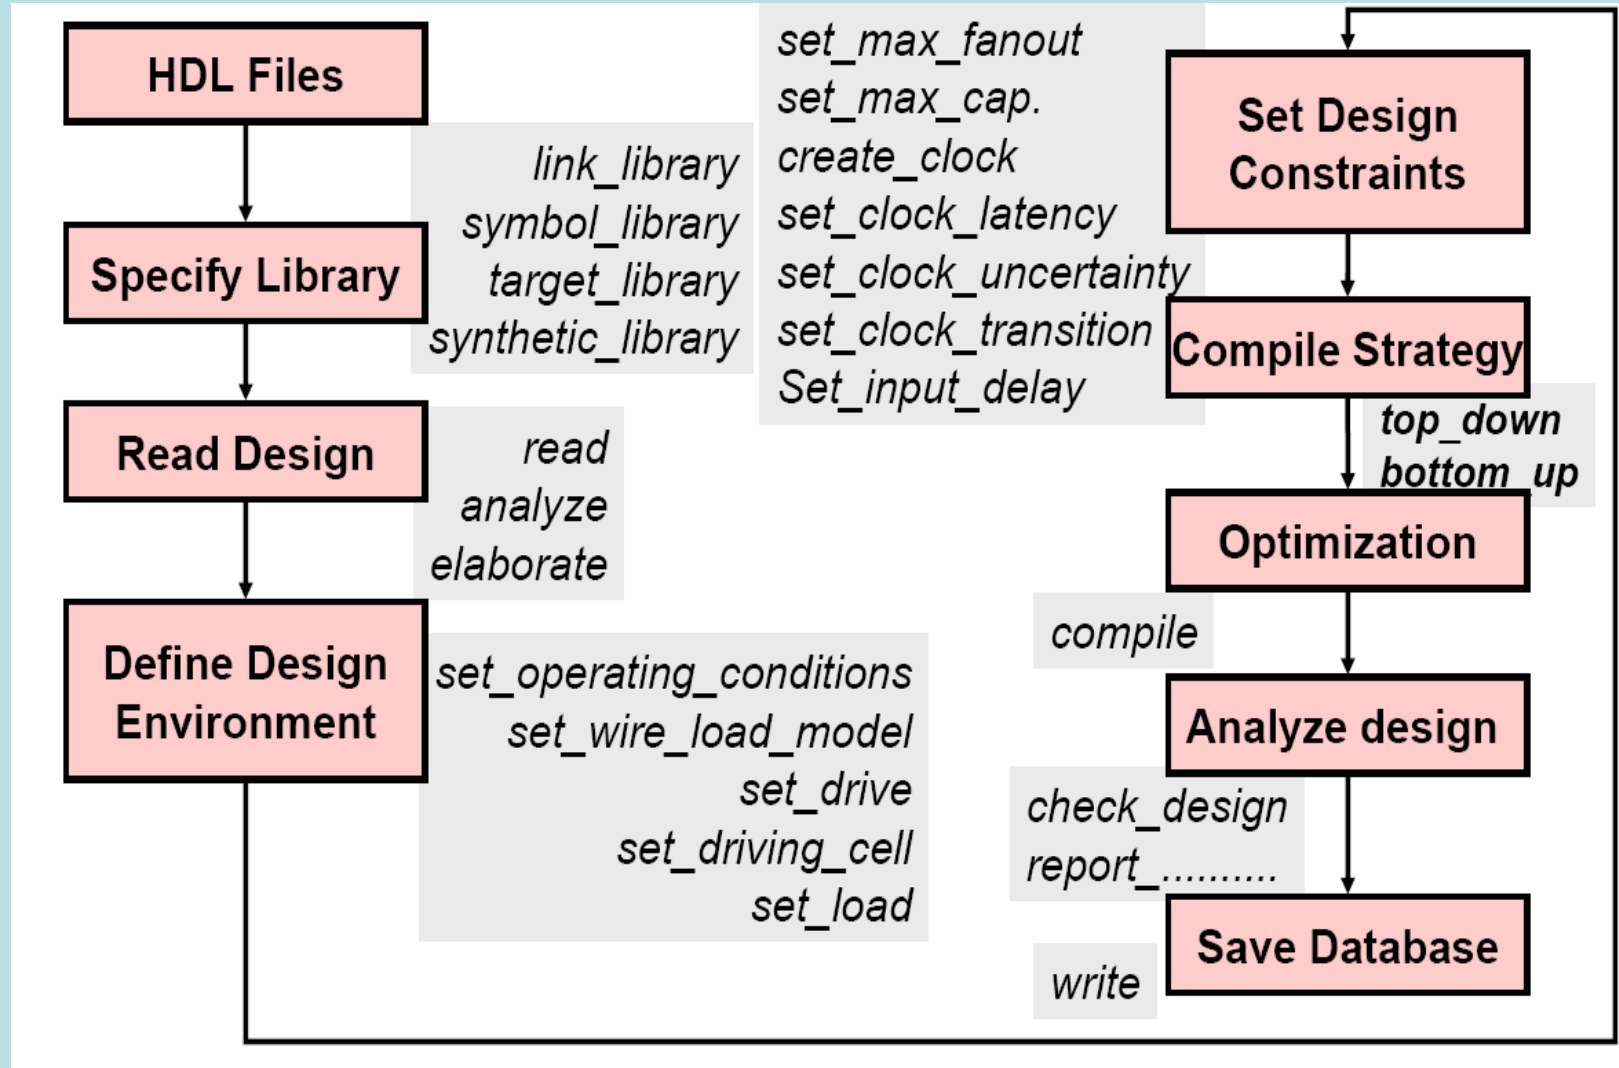 HDL Files
link_library
symbol_library
target_library
synthetic_library
Specify Library
Read Design
read
analyze
elaborate
Define Design
Environment
set_operating_conditions
set_wire_load_model
set_drive
set_driving_cell
set_load
set_max_fanout
set_max_cap.
create_clock
set_clock_latency
set_clock_uncertainty
set_clock_transition
Set_input_delay
Set Design
Constraints
Compile Strategy
top_down
bottom_up
Optimization
compile
Analyze design
check_design
report_..........
Save Database
write